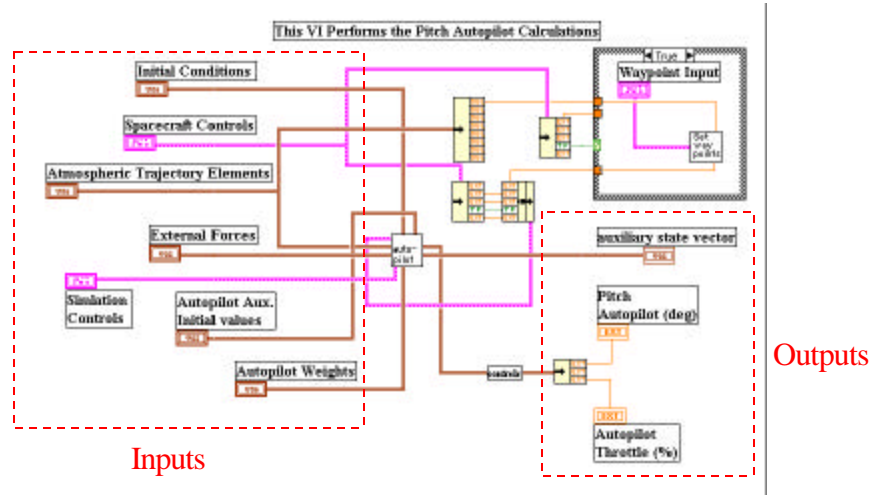 This VI Performs the Pitch Autopilot Calculations
True
Initial Conditions
Waypoint Input
Spacecraft Controls
Set
way
points
Atmospheric Trajectory Elements
External Forces
auxiliary state vector
auto-
pilot
Simlation
Controls
Autopilot Aux.
Initial values
Pitch
Autopilot (deg)
Outputs
Autopilot Weights
controls
Autopilot
Throttle (%)
Inputs